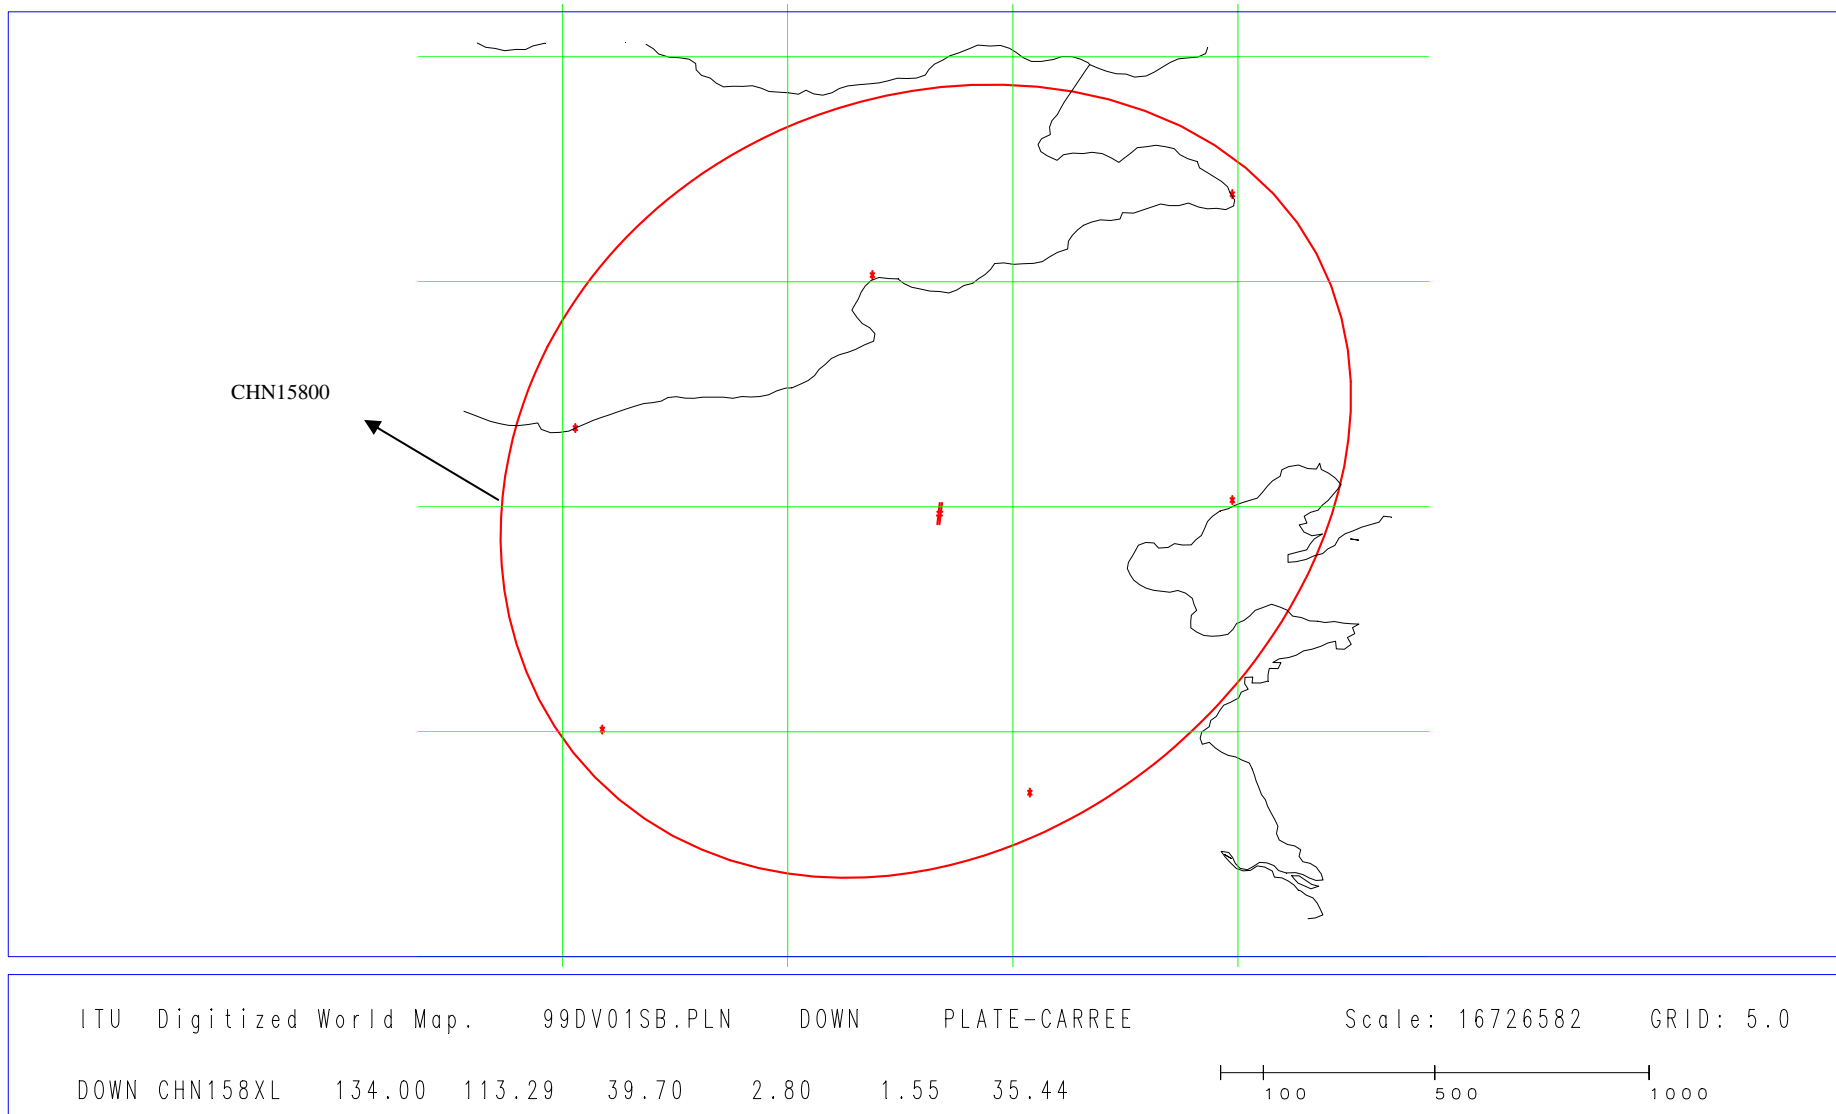 CHN15800
ITU Digitized World Map. 99DV01SB.PLN DOWN PLATE-CARREE Scale: 16726582 GRID: 5.0
DOWN CHN158XL 134.00 113.29 39.70 2.80 1.55 35.44
100 500 1000